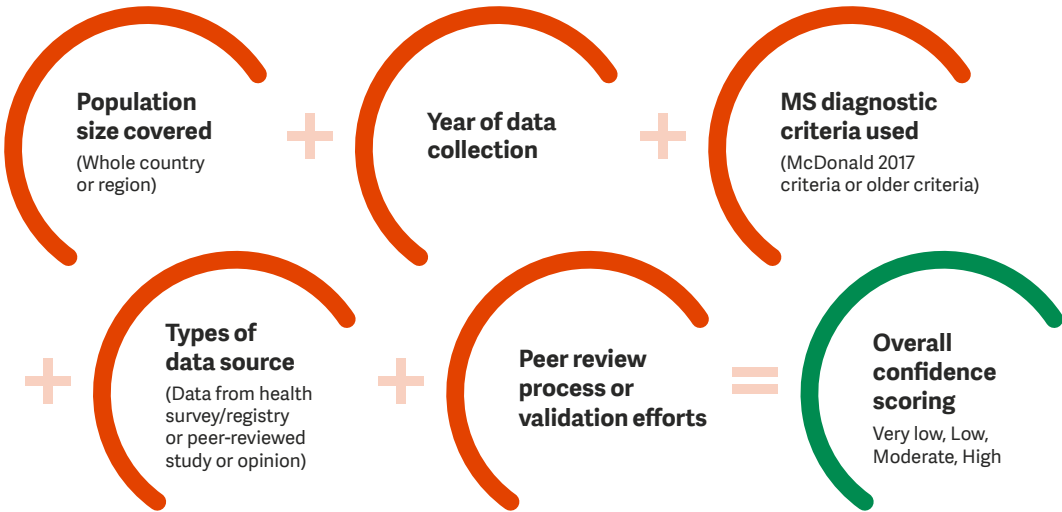 Population
size covered
(Whole country
or region)
+
Year of data
collection
+
MS diagnostic
criteria used
(McDonald 2017
criteria or older criteria)
+
Types of
data source
(Data from health
survey/registry
or peer-reviewed
study or opinion)
+
Peer review
process or
validation efforts
=
Overall
confidence
scoring
Very low, Low,
Moderate, High